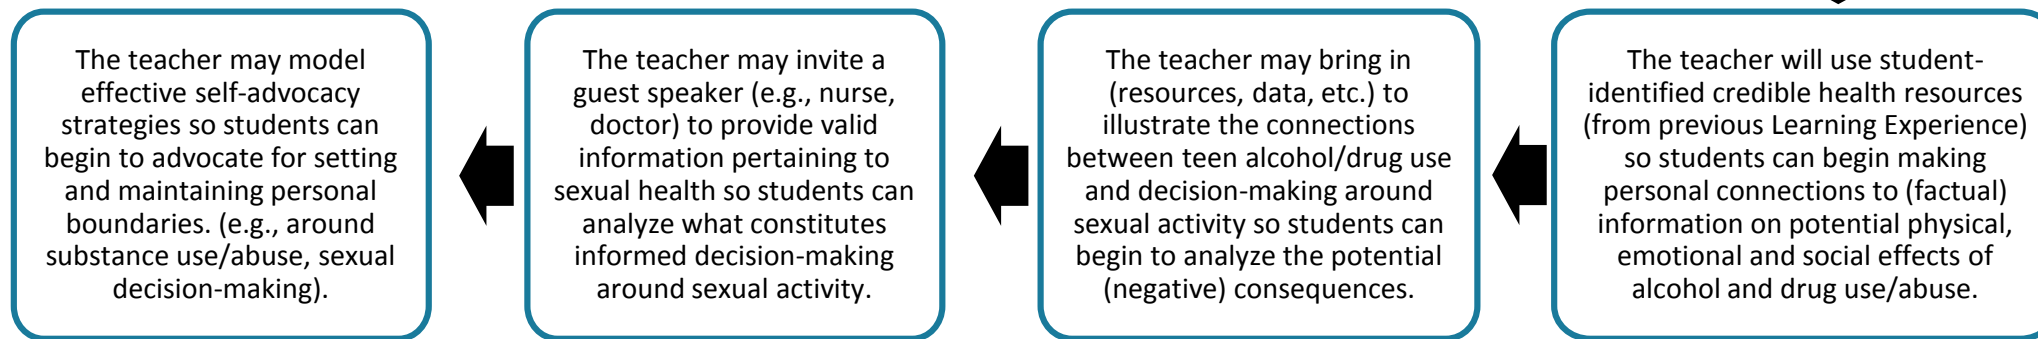 The teacher may model
effective self-advocacy
strategies so students can
begin to advocate for setting
and maintaining personal
boundaries. (e.g., around
substance use/abuse, sexual
decision-making).
The teacher may invite a
guest speaker (e.g., nurse,
doctor) to provide valid
information pertaining to
sexual health so students can
analyze what constitutes
informed decision-making
around sexual activity.
The teacher may bring in
(resources, data, etc.) to
illustrate the connections
between teen alcohol/drug use
and decision-making around
sexual activity so students can
begin to analyze the potential
(negative) consequences.
The teacher will use student-
identified credible health resources
(from previous Learning Experience)
so students can begin making
personal connections to (factual)
information on potential physical,
emotional and social effects of
alcohol and drug use/abuse.